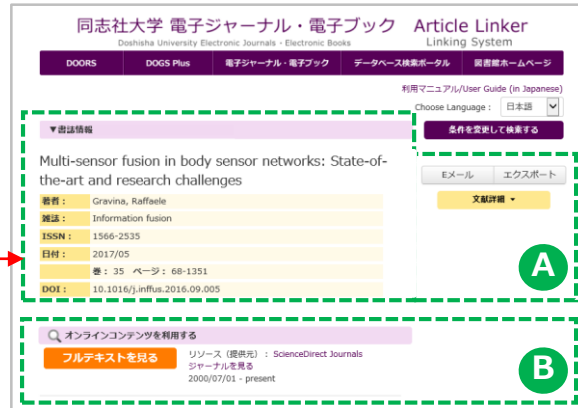 同志社大学 電子ジャーナル・電子ブック Article Linker
Doshisha University Electronic Journals - Electronic Books Linking System
DOORS DOGS Plus 電子ジャーナル・電子ブック データベース検索ポータル 図書館ホームページ
利用マニュアル/User Guide (in Japanese)
Choose Language : 日本語
▼書誌情報 条件を変更して検索する
Multi-sensor fusion in body sensor networks: State-of-
the-art and research challenges
Eメール エクスポート
文献詳細 ▾
著者 : Gravina, Raffaele
雑誌 : Information fusion
ISSN : 1566-2535
日付 : 2017/05
巻 : 35 ページ : 68-1351
DOI : 10.1016/j.inffus.2016.09.005
A
オンラインコンテンツを利用する
フルテキストを見る リソース (提供元) : ScienceDirect Journals
ジャーナルを見る
2000/07/01 - present
B